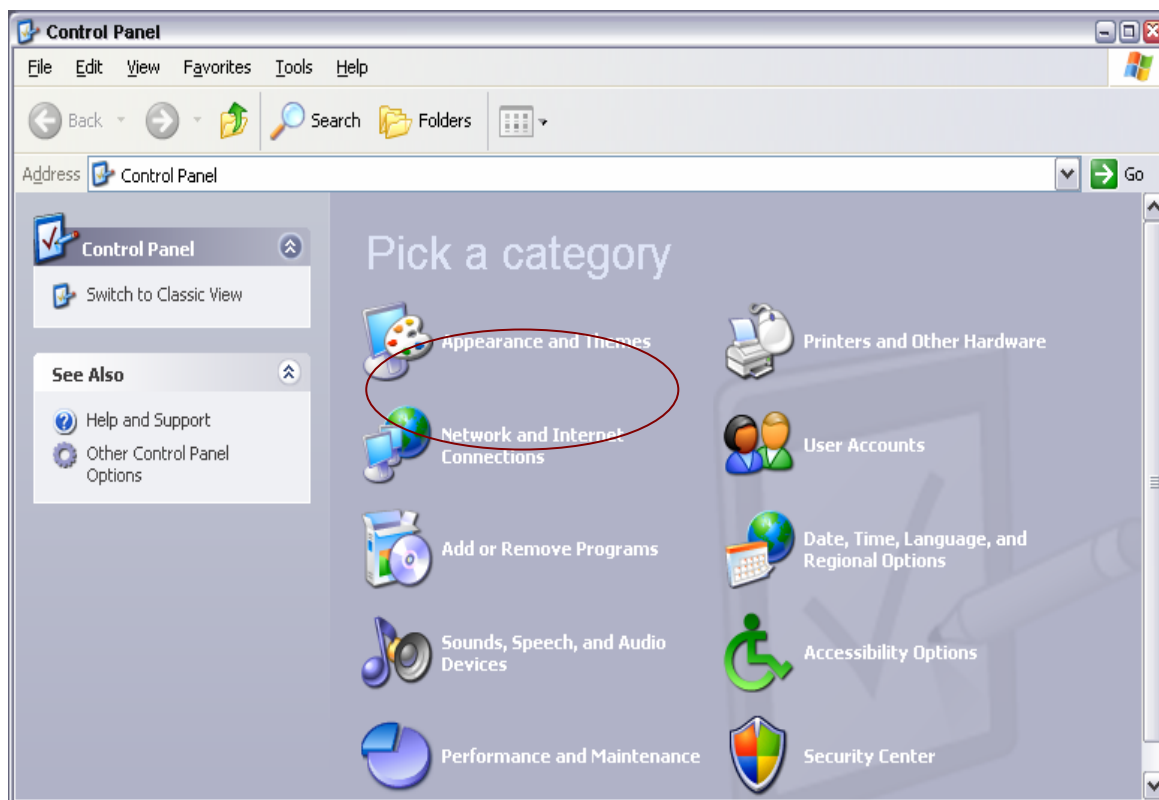 Control Panel
File Edit View Favorites Tools Help
Back Search Folders
Address Control Panel Go
Control Panel
Switch to Classic View
See Also
Help and Support
Other Control Panel
Options
Pick a category
Appearance and Themes
Printers and Other Hardware
Network and Internet
Connections
User Accounts
Add or Remove Programs
Date, Time, Language, and
Regional Options
Sounds, Speech, and Audio
Devices
Accessibility Options
Performance and Maintenance
Security Center